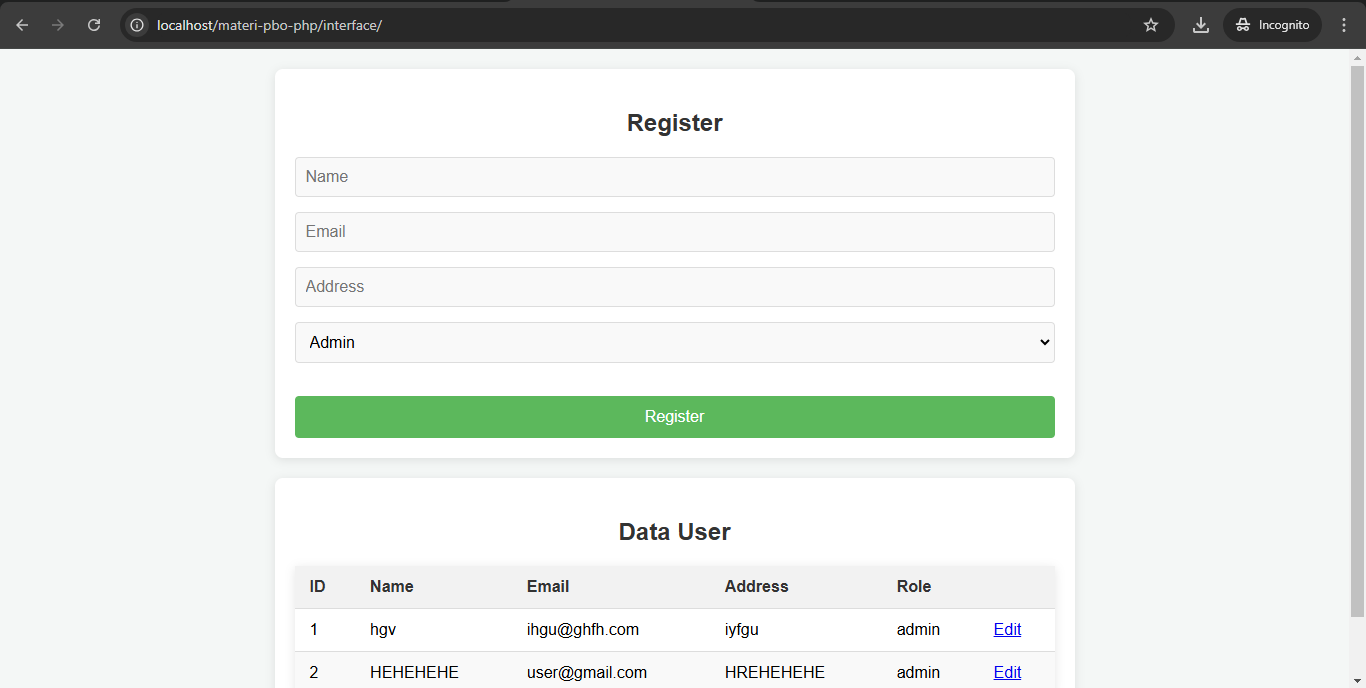 localhost/materi-pbo-php/interface/ Incognito
Register
Name
Email
Address
Admin
Register
Data User
ID Name Email Address Role
1 hgv ihgu@ghfh.com iyfgu admin Edit
2 HEHEHEHE user@gmail.com HREHEHEHE admin Edit